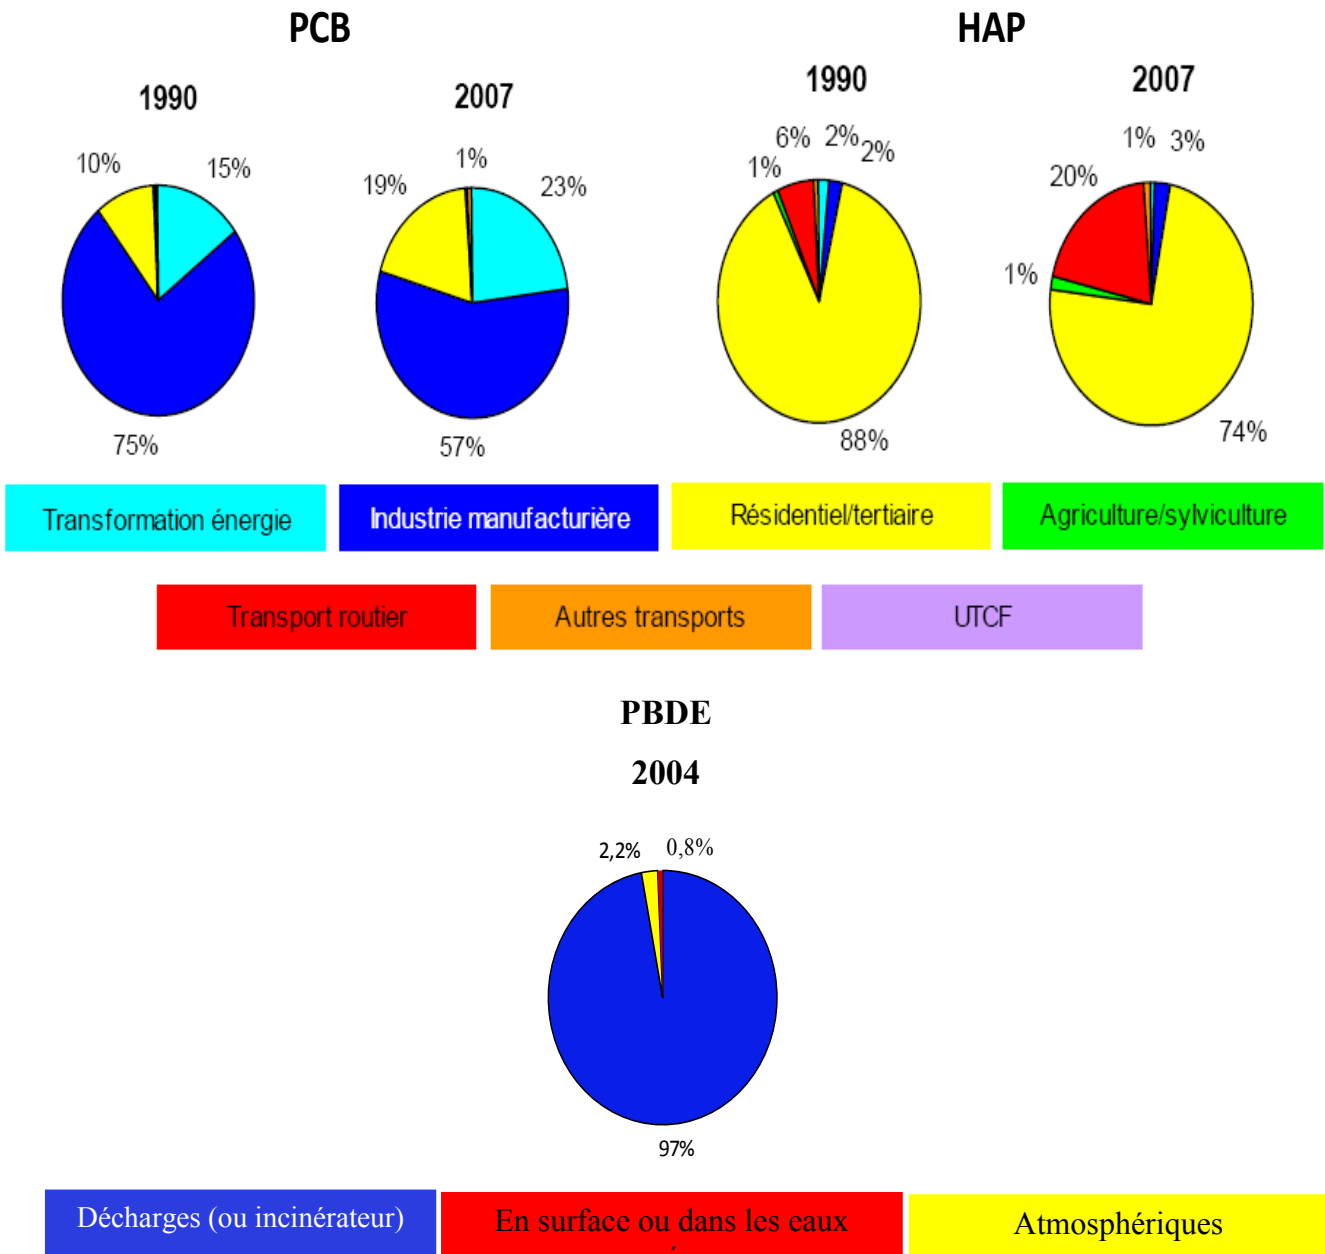 PCB
HAP
1990
2007
1990
2007
10%
15%
19%
1%
23%
1%
6%
2%
2%
20%
1%
3%
1%
75%
57%
88%
74%
Transformation énergie
Industrie manufacturière
Résidentiel/tertiaire
Agriculture/sylviculture
Transport routier
Autres transports
UTCF
PBDE
2004
2,2%
0,8%
97%
Décharges (ou incinérateur)
En surface ou dans les eaux
Atmosphériques